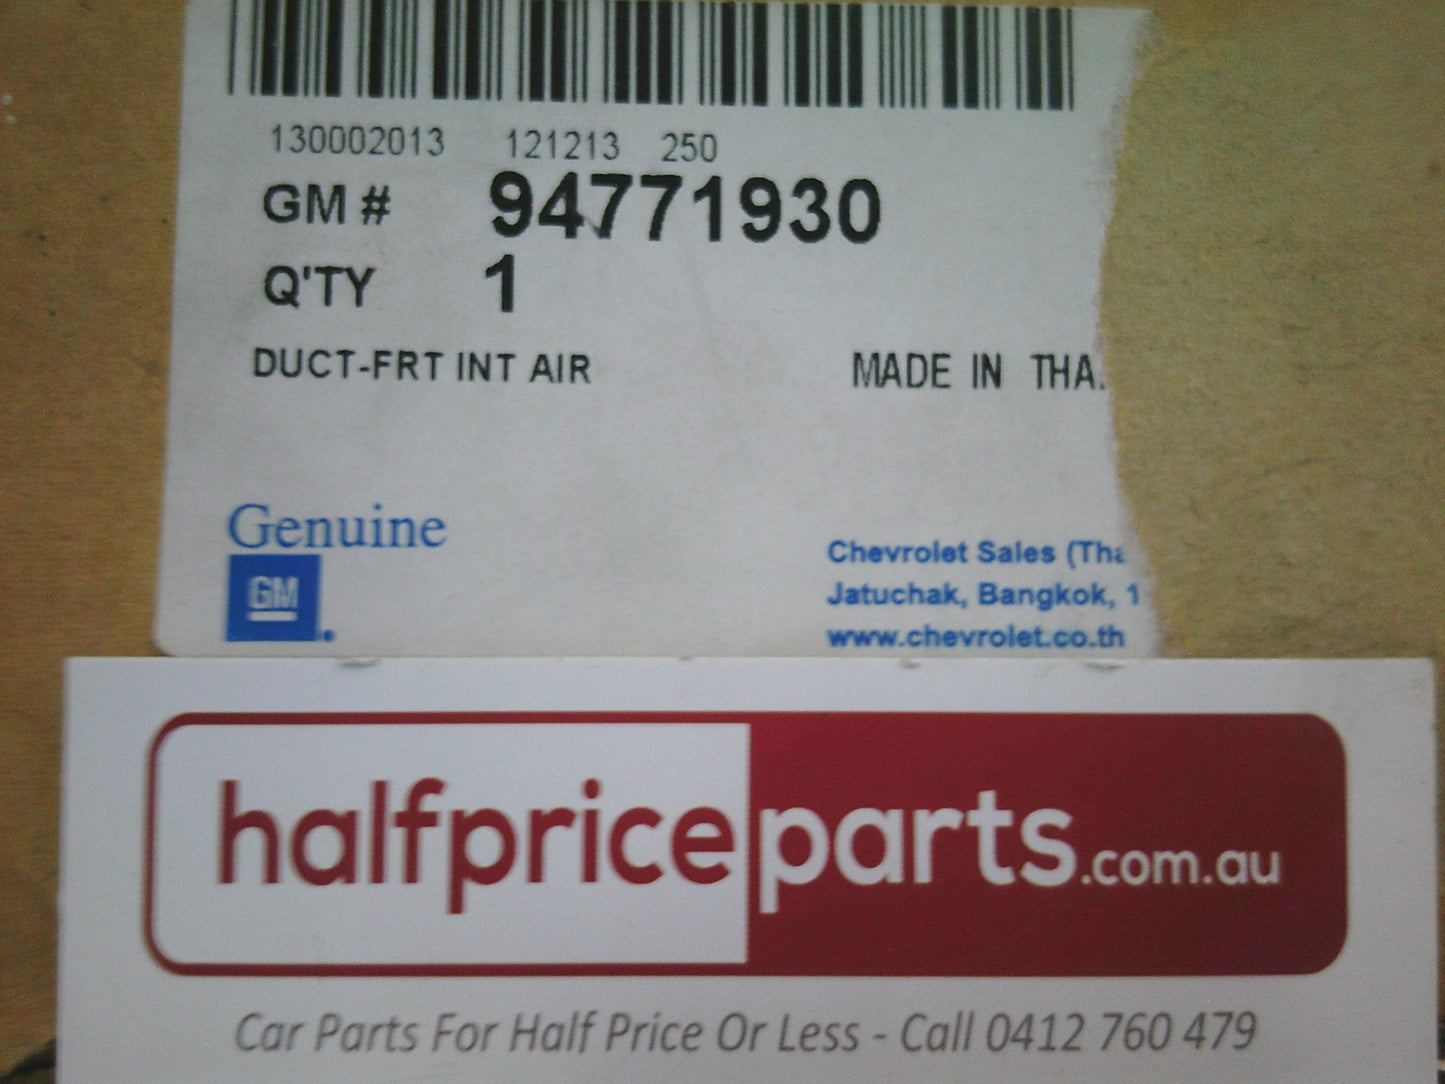 130002013 121213 250
GM # 94771930
Q'TY 1
DUCT-FRT INT AIR MADE IN THA
Genuine
GM
Chevrolet Sales (Tha
Jatuchak, Bangkok, 1
www.chevrolet.co.th
halfpriceparts.com.au
Car Parts For Half Price Or Less - Call 0412 760 479